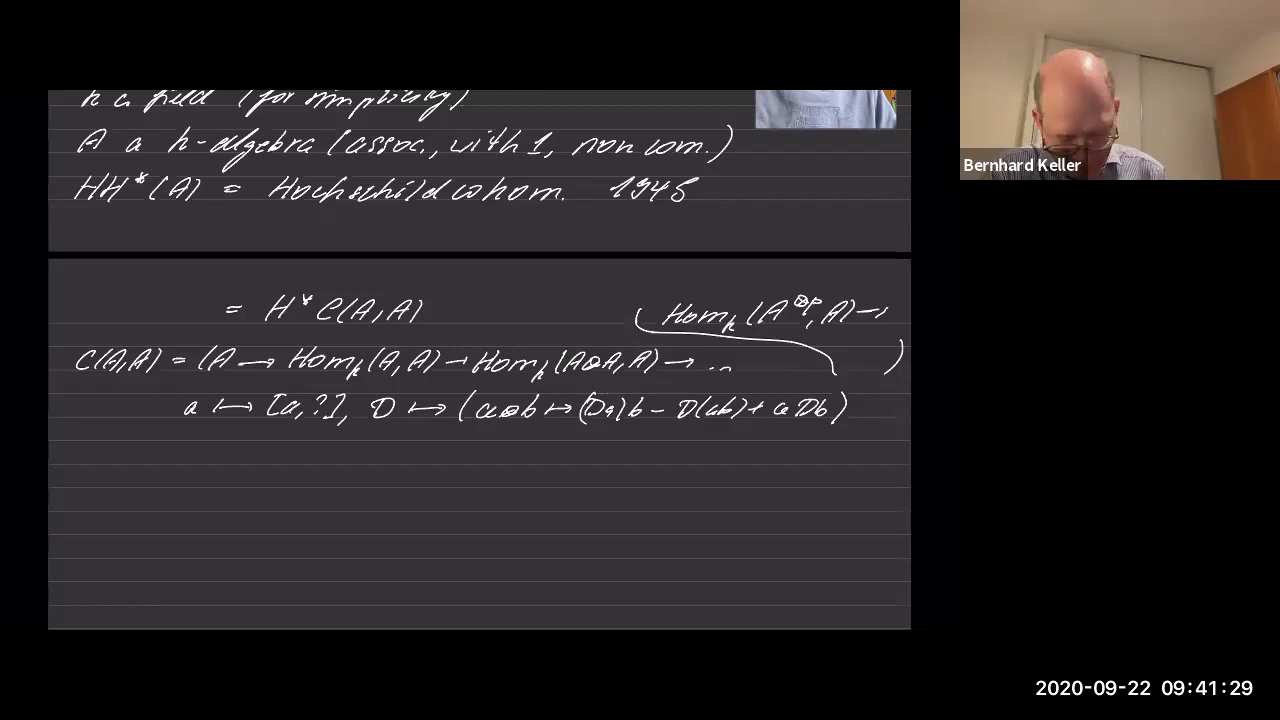 k a field (for simplicity)
A a k-algebra (assoc., with 1, non com.)
HH*(A) = Hochschild cohom. 1945
= H* C(A,A)
Hom_k(A^{⊗p}, A) →
C(A,A) = (A → Hom_k(A,A) → Hom_k(A⊗A,A) → ... )
a ↦ [a,?], D ↦ (a⊗b ↦ (Da)b - D(ab) + aDb)
Bernhard Keller
2020-09-22 09:41:29